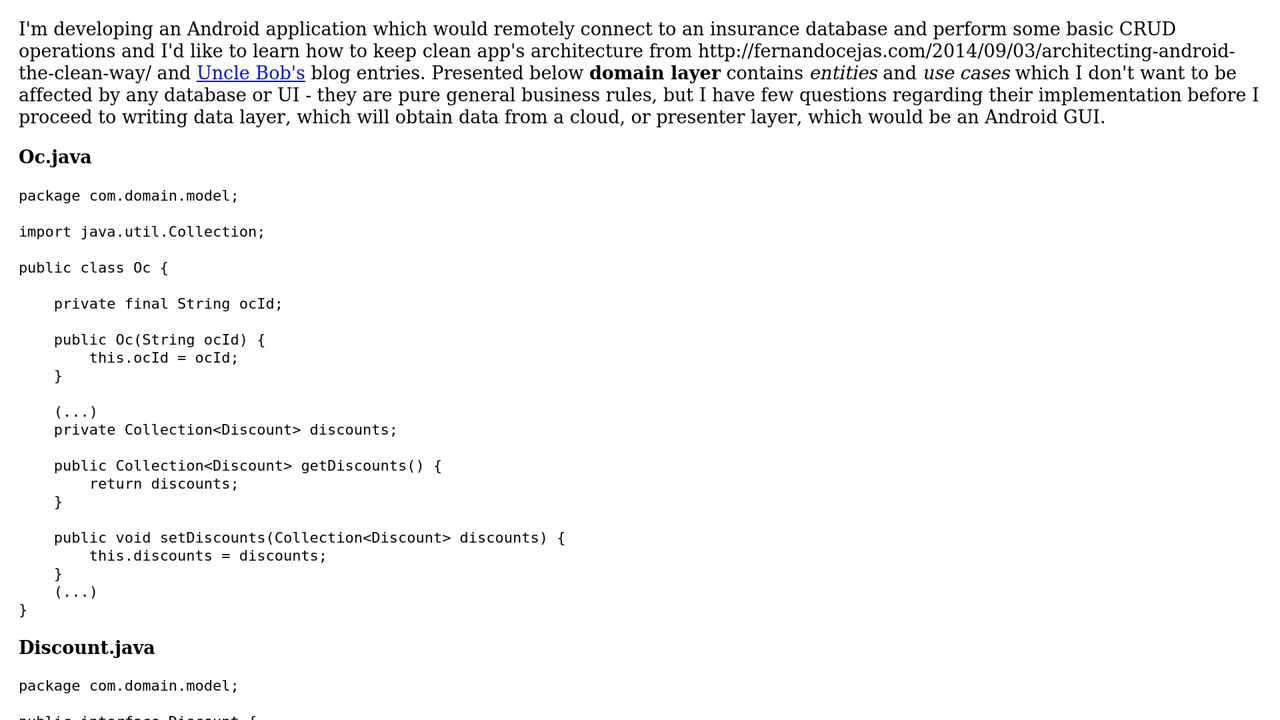 I'm developing an Android application which would remotely connect to an insurance database and perform some basic CRUD
operations and I'd like to learn how to keep clean app's architecture from http://fernandocejas.com/2014/09/03/architecting-android-
the-clean-way/ and Uncle Bob's blog entries. Presented below domain layer contains entities and use cases which I don't want to be
affected by any database or UI - they are pure general business rules, but I have few questions regarding their implementation before I
proceed to writing data layer, which will obtain data from a cloud, or presenter layer, which would be an Android GUI.
Oc.java
package com.domain.model;
import java.util.Collection;
public class Oc {
    private final String ocId;
    public Oc(String ocId) {
        this.ocId = ocId;
    }
    (...)
    private Collection<Discount> discounts;
    public Collection<Discount> getDiscounts() {
        return discounts;
    }
    public void setDiscounts(Collection<Discount> discounts) {
        this.discounts = discounts;
    }
    (...)
}
Discount.java
package com.domain.model;
public interface Discount {